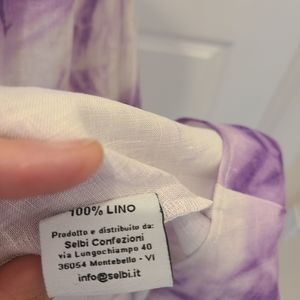 100% LINO
Prodotto e distribuito da:
Selbi Confezioni
via Lungochiampo 40
36054 Montebello - Vi
info@selbi.it